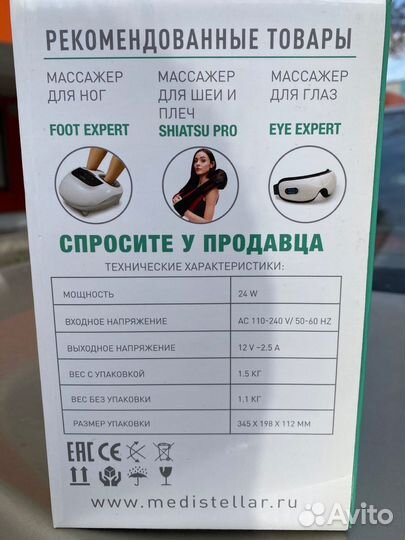 РЕКОМЕНДОВАННЫЕ ТОВАРЫ
МАССАЖЕР ДЛЯ НОГ
FOOT EXPERT
МАССАЖЕР ДЛЯ ШЕИ И ПЛЕЧ
SHIATSU PRO
МАССАЖЕР ДЛЯ ГЛАЗ
EYE EXPERT
СПРОСИТЕ У ПРОДАВЦА
ТЕХНИЧЕСКИЕ ХАРАКТЕРИСТИКИ:
МОЩНОСТЬ 24 W
ВХОДНОЕ НАПРЯЖЕНИЕ AC 110-240 V/ 50-60 HZ
ВЫХОДНОЕ НАПРЯЖЕНИЕ 12 V ⎓2.5 A
ВЕС С УПАКОВКОЙ 1.5 КГ
ВЕС БЕЗ УПАКОВКИ 1.1 КГ
РАЗМЕР УПАКОВКИ 345 X 198 X 112 ММ
EAC CE
www.medistellar.ru
Avito